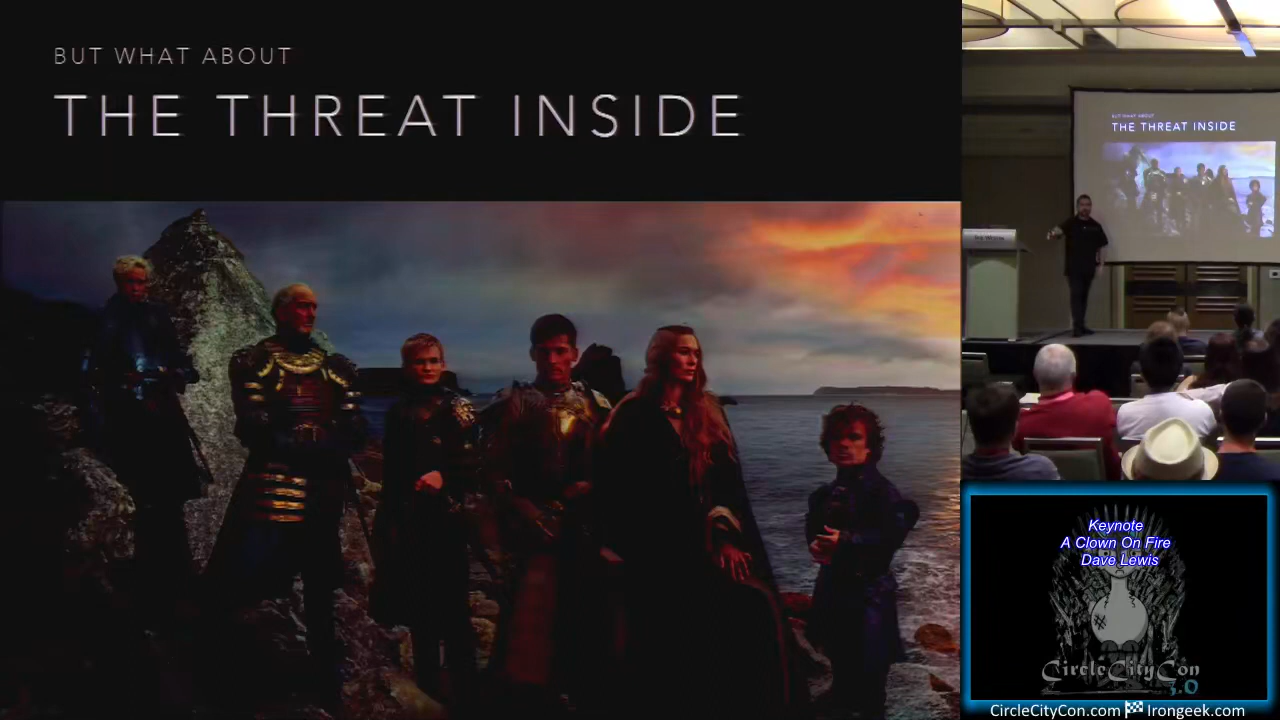 BUT WHAT ABOUT
THE THREAT INSIDE
BUT WHAT ABOUT
THE THREAT INSIDE
Keynote
A Clown On Fire
Dave Lewis
CircleCityCon
3.0
CircleCityCon.com Irongeek.com